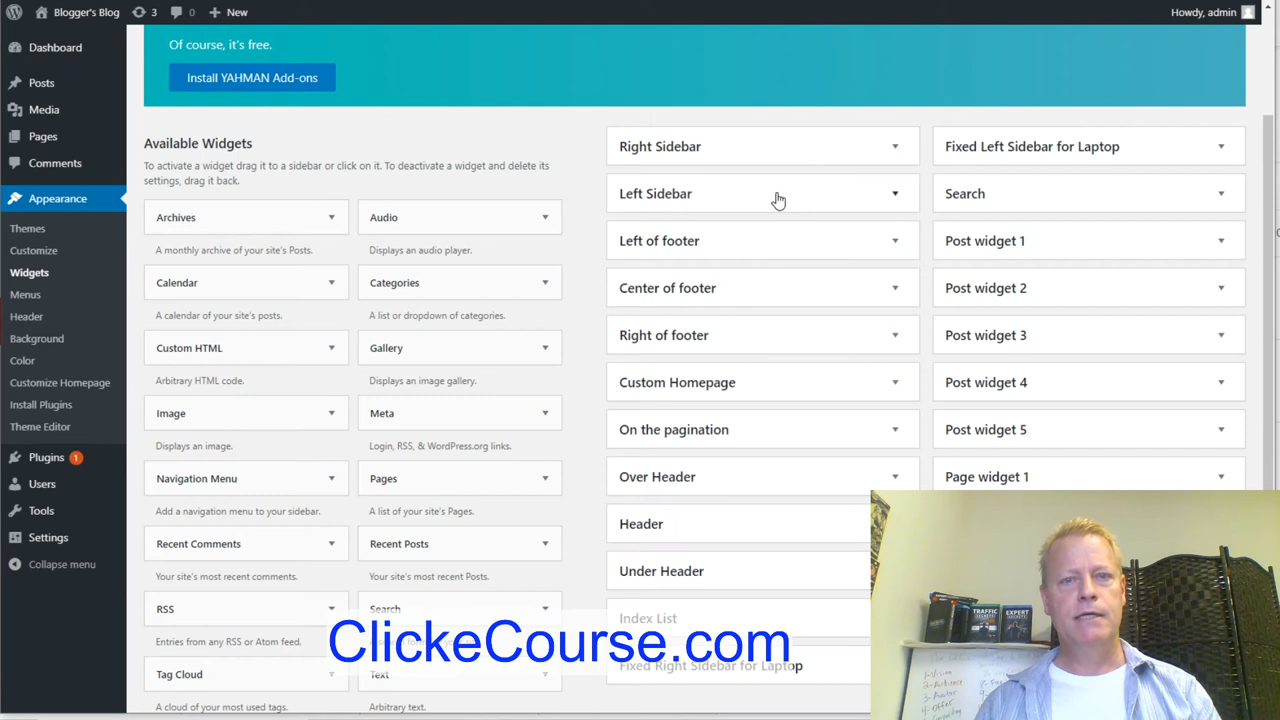 Blogger's Blog
3
0
New
Howdy, admin
Dashboard
Posts
Media
Pages
Comments
Appearance
Themes
Customize
Widgets
Menus
Header
Background
Color
Customize Homepage
Install Plugins
Theme Editor
Plugins 1
Users
Tools
Settings
Collapse menu
Of course, it's free.
Install YAHMAN Add-ons
Available Widgets
To activate a widget drag it to a sidebar or click on it. To deactivate a widget and delete its
settings, drag it back.
Archives
A monthly archive of your site's Posts.
Audio
Displays an audio player.
Calendar
A calendar of your site's posts.
Categories
A list or dropdown of categories.
Custom HTML
Arbitrary HTML code.
Gallery
Displays an image gallery.
Image
Displays an image.
Meta
Login, RSS, & WordPress.org links.
Navigation Menu
Add a navigation menu to your sidebar.
Pages
A list of your site's Pages.
Recent Comments
Your site's most recent comments.
Recent Posts
Your site's most recent Posts.
RSS
Entries from any RSS or Atom feed.
Search
Tag Cloud
A cloud of your most used tags.
Text
Arbitrary text.
Right Sidebar
Left Sidebar
Left of footer
Center of footer
Right of footer
Custom Homepage
On the pagination
Over Header
Header
Under Header
Index List
Fixed Right Sidebar for Laptop
Fixed Left Sidebar for Laptop
Search
Post widget 1
Post widget 2
Post widget 3
Post widget 4
Post widget 5
Page widget 1
ClickeCourse.com
TRAFFIC
SECRETS
EXPERT
SECRETS
1-Vision
3-Avatar
4-Offer